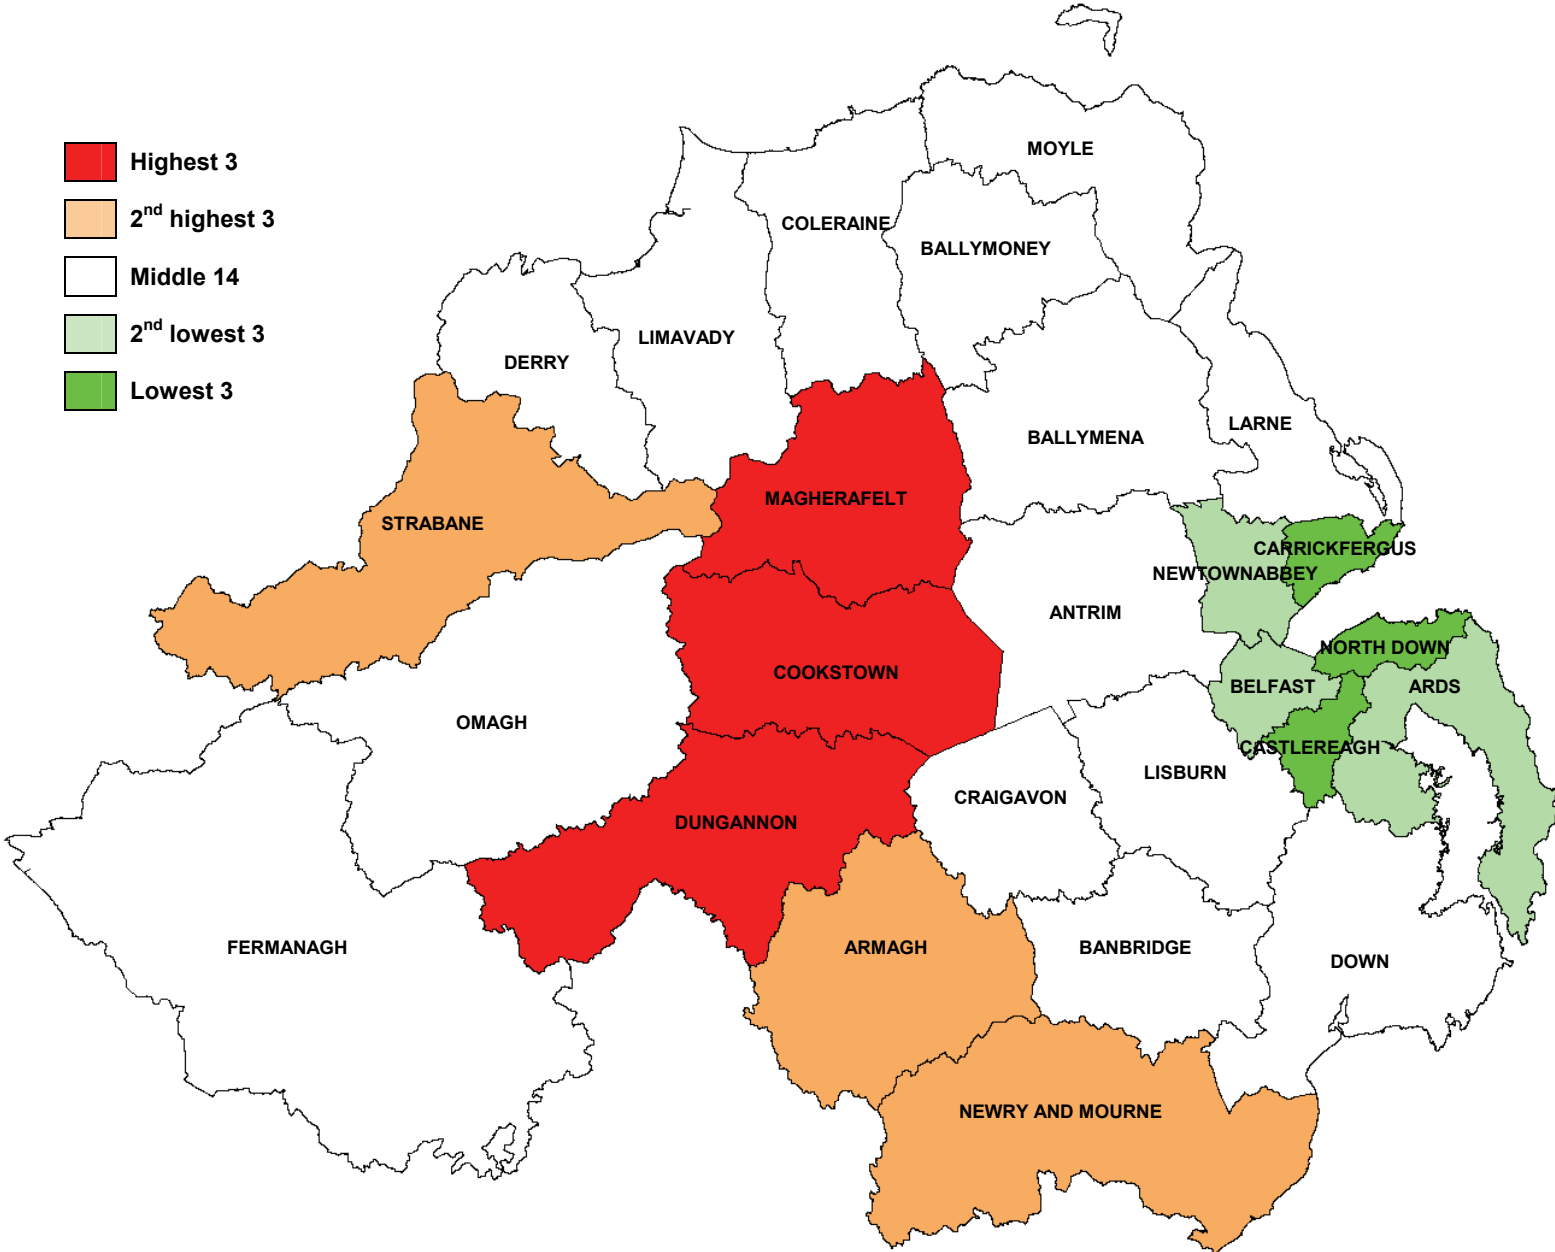 Highest 3
2nd highest 3
Middle 14
2nd lowest 3
Lowest 3
MOYLE
COLERAINE
BALLYMONEY
LIMAVADY
DERRY
LARNE
BALLYMENA
MAGHERAFELT
STRABANE
CARRICKFERGUS
NEWTOWNABBEY
ANTRIM
NORTH DOWN
COOKSTOWN
BELFAST
ARDS
OMAGH
CASTLEREAGH
LISBURN
CRAIGAVON
DUNGANNON
FERMANAGH
ARMAGH
BANBRIDGE
DOWN
NEWRY AND MOURNE